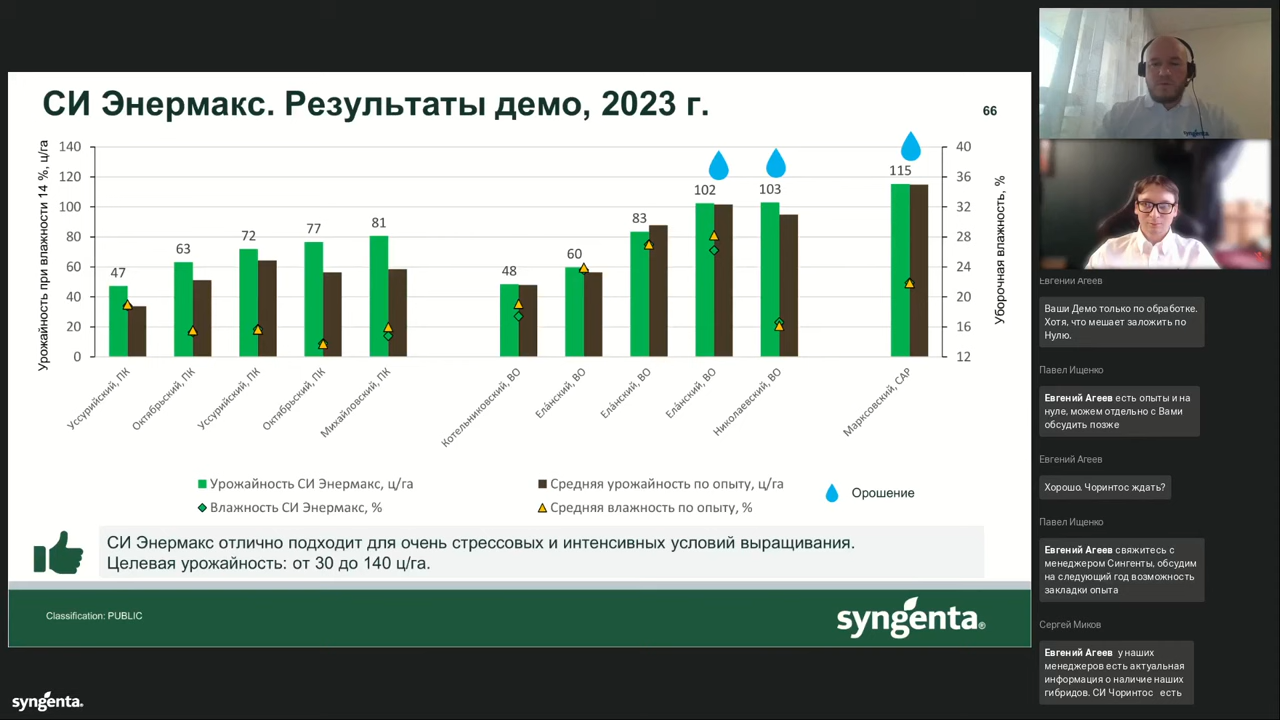 СИ Энермакс. Результаты демо, 2023 г.
66
Урожайность при влажности 14 %, ц/га
140
120
100
80
60
40
20
0
47
63
72
77
81
48
60
83
102
103
115
40
36
32
28
24
20
16
12
Уборочная влажность, %
Уссурийский, ПК
Октябрьский, ПК
Уссурийский, ПК
Октябрьский, ПК
Михайловский, ПК
Котельниковский, ВО
Ела́нский, ВО
Ела́нский, ВО
Ела́нский, ВО
Николаевский, ВО
Марксовский, САР
Урожайность СИ Энермакс, ц/га
Средняя урожайность по опыту, ц/га
Влажность СИ Энермакс, %
Средняя влажность по опыту, %
Орошение
СИ Энермакс отлично подходит для очень стрессовых и интенсивных условий выращивания.
Целевая урожайность: от 30 до 140 ц/га.
Classification: PUBLIC
syngenta®
syngenta.
syngenta
Евгений Агеев
Ваши Демо только по обработке.
Хотя, что мешает заложить по
Нулю.
Павел Ищенко
Евгений Агеев есть опыты и на
нуле, можем отдельно с Вами
обсудить позже
Евгений Агеев
Хорошо. Чоринтос ждать?
Павел Ищенко
Евгений Агеев свяжитесь с
менеджером Сингенты, обсудим
на следующий год возможность
закладки опыта
Сергей Миков
Евгений Агеев у наших
менеджеров есть актуальная
информация о наличие наших
гибридов. СИ Чоринтос есть